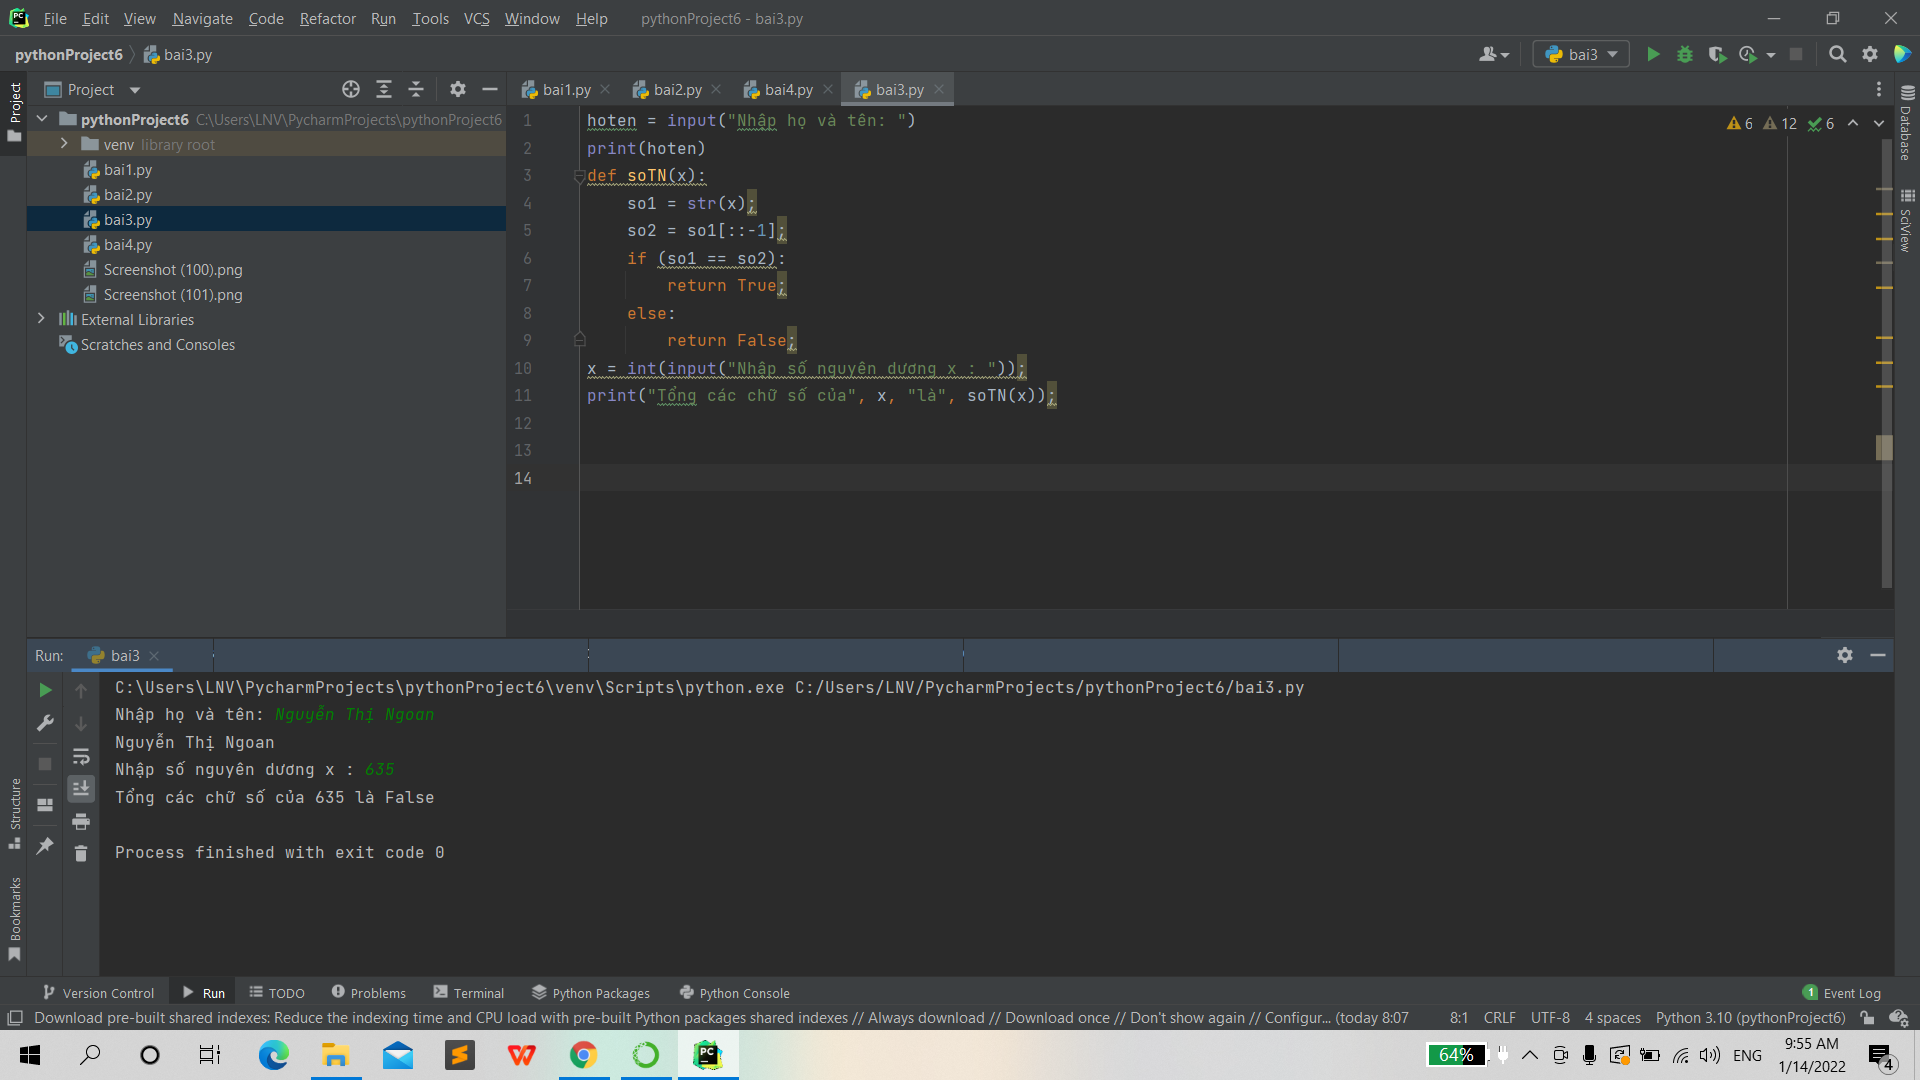 File Edit View Navigate Code Refactor Run Tools VCS Window Help pythonProject6 - bai3.py
pythonProject6 bai3.py
bai3
Project
Project
bai1.py
bai2.py
bai4.py
bai3.py
pythonProject6 C:\Users\LNV\PycharmProjects\pythonProject6
venv library root
bai1.py
bai2.py
bai3.py
bai4.py
Screenshot (100).png
Screenshot (101).png
External Libraries
Scratches and Consoles
1 hoten = input("Nhập họ và tên: ")
2 print(hoten)
3 def soTN(x):
4 so1 = str(x);
5 so2 = so1[::-1];
6 if (so1 == so2):
7 return True;
8 else:
9 return False;
10 x = int(input("Nhập số nguyên dương x : "));
11 print("Tổng các chữ số của", x, "là", soTN(x));
12
13
14
6 12 6
Database
SciView
Run: bai3
C:\Users\LNV\PycharmProjects\pythonProject6\venv\Scripts\python.exe C:/Users/LNV/PycharmProjects/pythonProject6/bai3.py
Nhập họ và tên: Nguyễn Thị Ngoan
Nguyễn Thị Ngoan
Nhập số nguyên dương x : 635
Tổng các chữ số của 635 là False
Process finished with exit code 0
Structure
Bookmarks
Version Control Run TODO Problems Terminal Python Packages Python Console 1 Event Log
Download pre-built shared indexes: Reduce the indexing time and CPU load with pre-built Python packages shared indexes // Always download // Download once // Don't show again // Configur... (today 8:07 8:1 CRLF UTF-8 4 spaces Python 3.10 (pythonProject6)
64% ENG 9:55 AM
1/14/2022 4